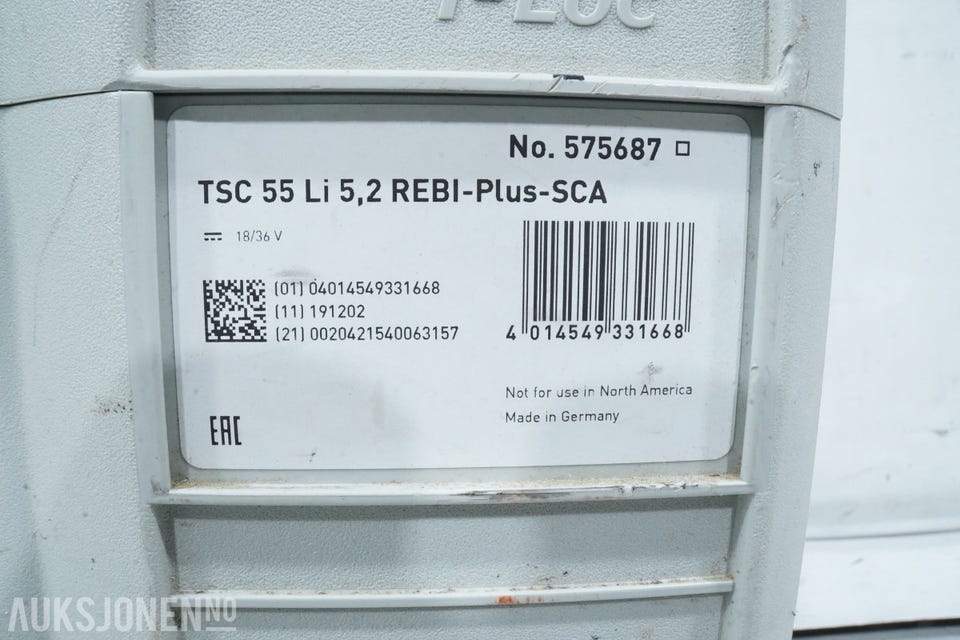 T-LOC
No. 575687
TSC 55 Li 5,2 REBI-Plus-SCA
18/36 V
(01) 04014549331668
(11) 191202
(21) 0020421540063157
4 014549 331668
Not for use in North America
Made in Germany
EAC
AUKSJONEN NO